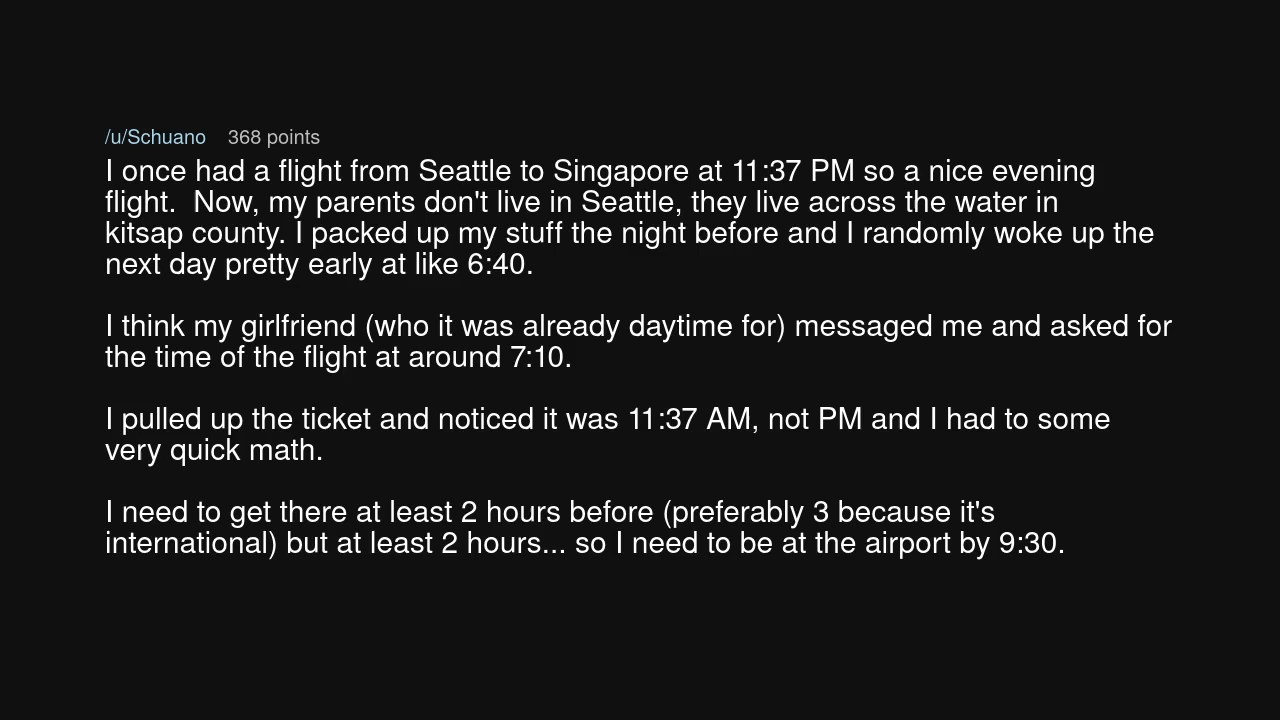 /u/Schuano 368 points
I once had a flight from Seattle to Singapore at 11:37 PM so a nice evening
flight.  Now, my parents don't live in Seattle, they live across the water in
kitsap county. I packed up my stuff the night before and I randomly woke up the
next day pretty early at like 6:40.
I think my girlfriend (who it was already daytime for) messaged me and asked for
the time of the flight at around 7:10.
I pulled up the ticket and noticed it was 11:37 AM, not PM and I had to some
very quick math.
I need to get there at least 2 hours before (preferably 3 because it's
international) but at least 2 hours... so I need to be at the airport by 9:30.